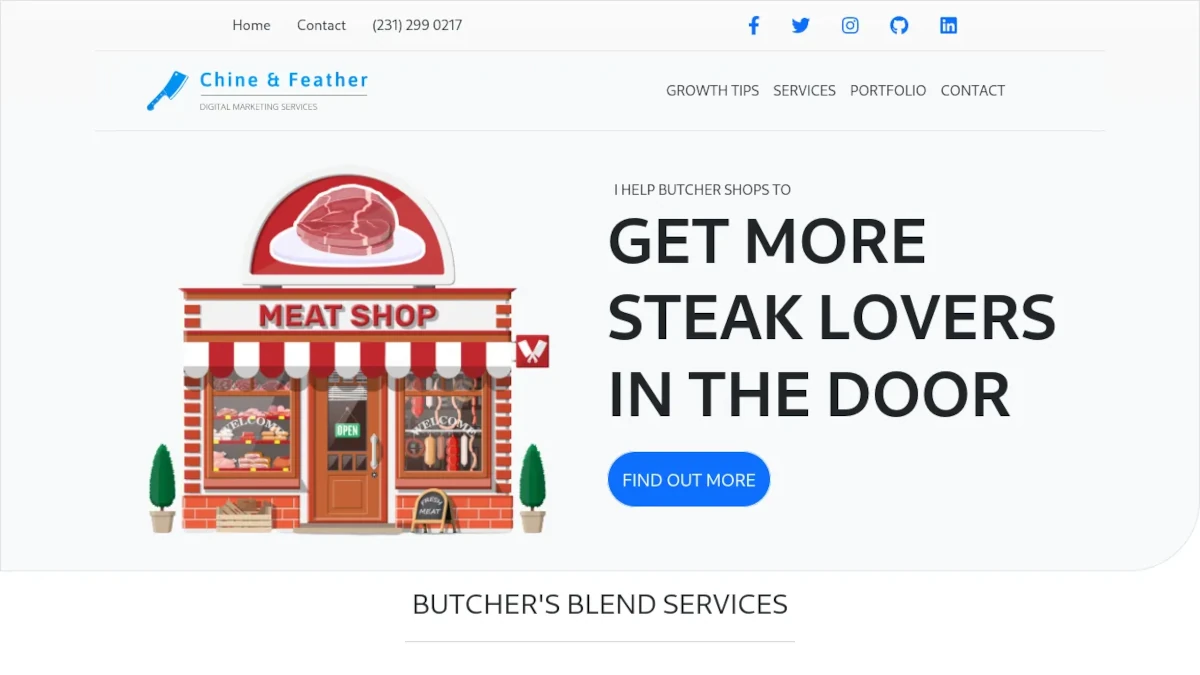 Home Contact (231) 299 0217
Chine & Feather
DIGITAL MARKETING SERVICES
GROWTH TIPS SERVICES PORTFOLIO CONTACT
I HELP BUTCHER SHOPS TO
GET MORE
STEAK LOVERS
IN THE DOOR
FIND OUT MORE
MEAT SHOP
WELCOME
OPEN
WELCOME
FRESH
MEAT
BUTCHER'S BLEND SERVICES